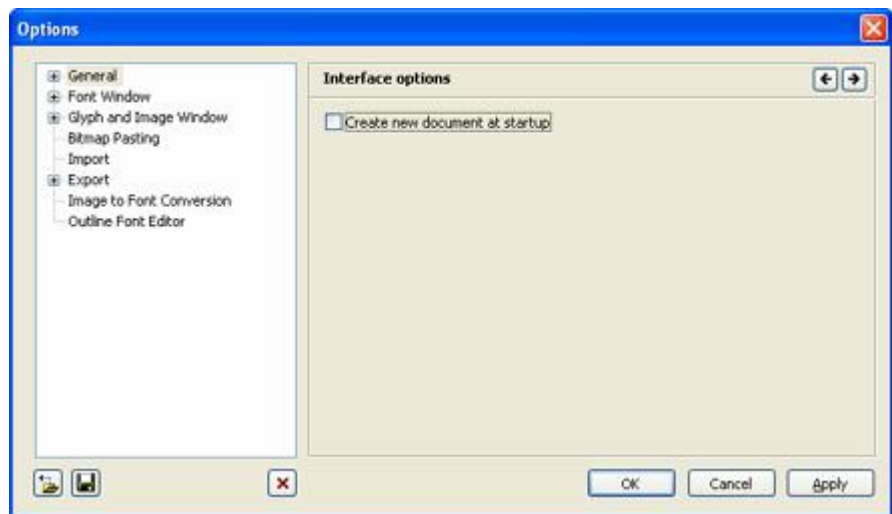 Options
General
Font Window
Glyph and Image Window
Bitmap Pasting
Import
Export
Image to Font Conversion
Outline Font Editor
Interface options
Create new document at startup
OK
Cancel
Apply